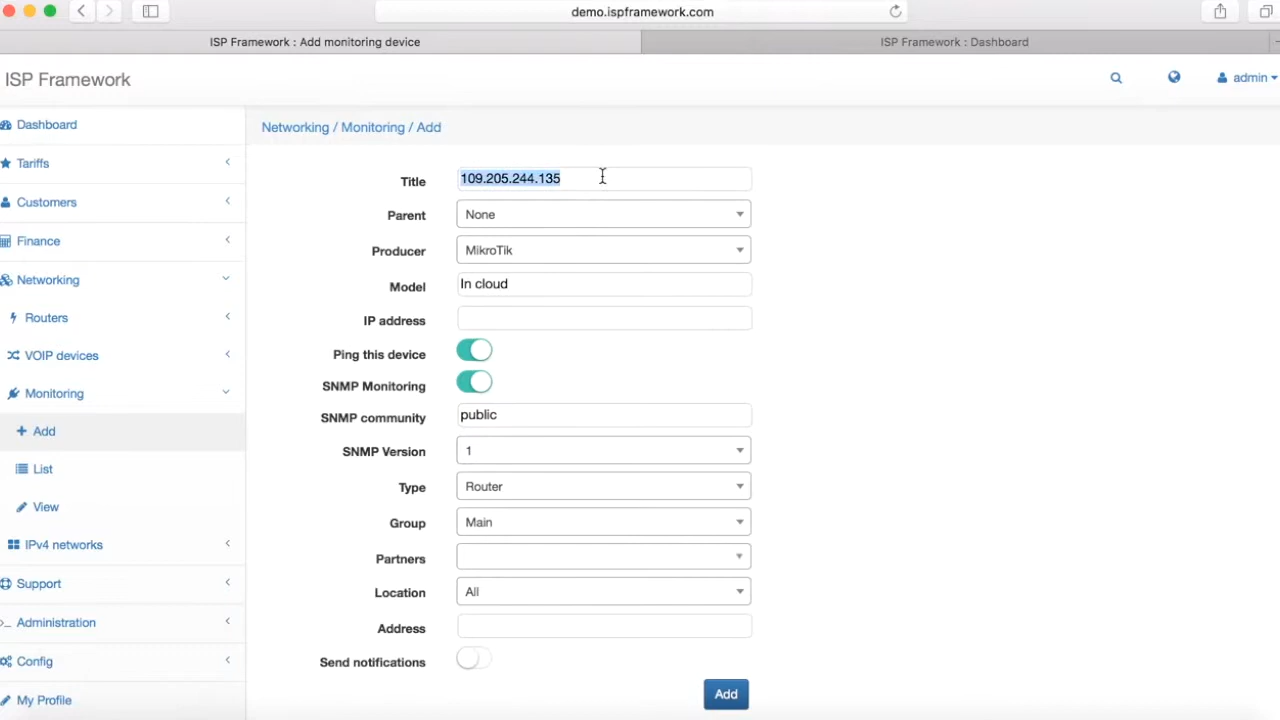 demo.ispframework.com
ISP Framework : Add monitoring device
ISP Framework : Dashboard
ISP Framework
admin
Dashboard
Tariffs
Customers
Finance
Networking
Routers
VOIP devices
Monitoring
Add
List
View
IPv4 networks
Support
Administration
Config
My Profile
Networking / Monitoring / Add
Title 109.205.244.135
Parent None
Producer MikroTik
Model In cloud
IP address
Ping this device
SNMP Monitoring
SNMP community public
SNMP Version 1
Type Router
Group Main
Partners
Location All
Address
Send notifications
Add